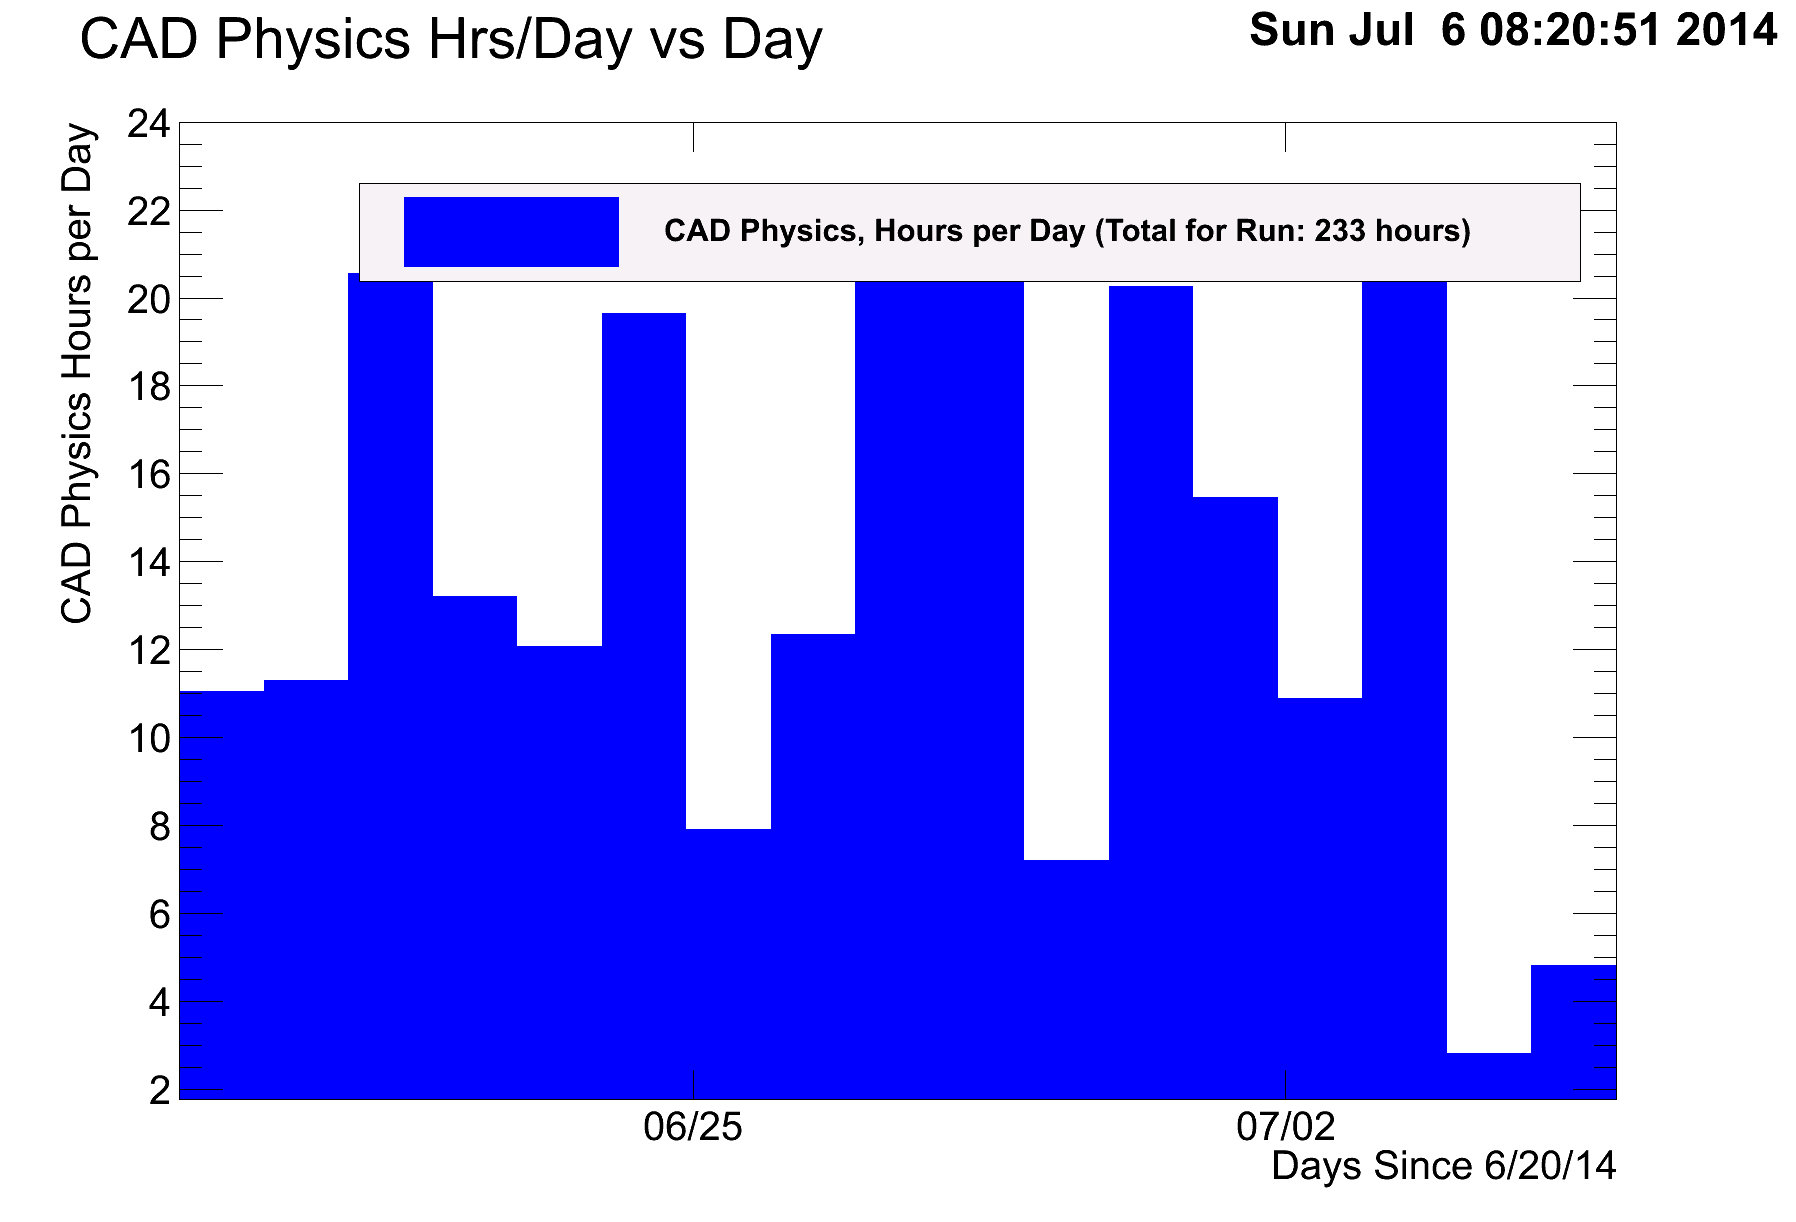 CAD Physics Hrs/Day vs Day
Sun Jul  6 08:20:51 2014
CAD Physics Hours per Day
24
22
20
18
16
14
12
10
8
6
4
2
CAD Physics, Hours per Day (Total for Run: 233 hours)
06/25 07/02
Days Since 6/20/14